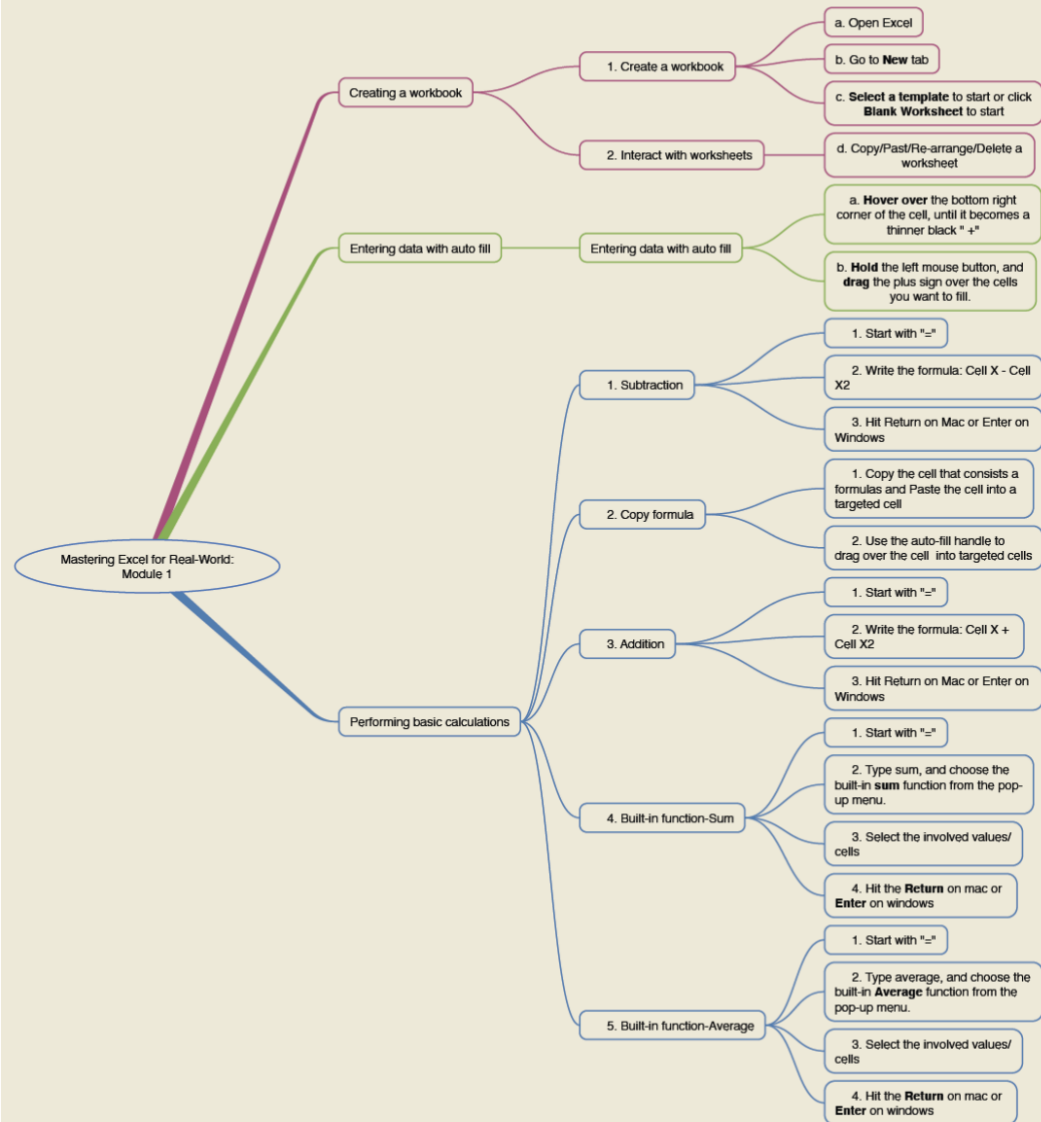 Mastering Excel for Real-World:
Module 1
Creating a workbook
1. Create a workbook
a. Open Excel
b. Go to New tab
c. Select a template to start or click
Blank Worksheet to start
2. Interact with worksheets
d. Copy/Past/Re-arrange/Delete a
worksheet
Entering data with auto fill
Entering data with auto fill
a. Hover over the bottom right
corner of the cell, until it becomes a
thinner black " +"
b. Hold the left mouse button, and
drag the plus sign over the cells
you want to fill.
Performing basic calculations
1. Subtraction
1. Start with "="
2. Write the formula: Cell X - Cell
X2
3. Hit Return on Mac or Enter on
Windows
2. Copy formula
1. Copy the cell that consists a
formulas and Paste the cell into a
targeted cell
2. Use the auto-fill handle to
drag over the cell into targeted cells
3. Addition
1. Start with "="
2. Write the formula: Cell X +
Cell X2
3. Hit Return on Mac or Enter on
Windows
4. Built-in function-Sum
1. Start with "="
2. Type sum, and choose the
built-in sum function from the pop-
up menu.
3. Select the involved values/
cells
4. Hit the Return on mac or
Enter on windows
5. Built-in function-Average
1. Start with "="
2. Type average, and choose the
built-in Average function from the
pop-up menu.
3. Select the involved values/
cells
4. Hit the Return on mac or
Enter on windows